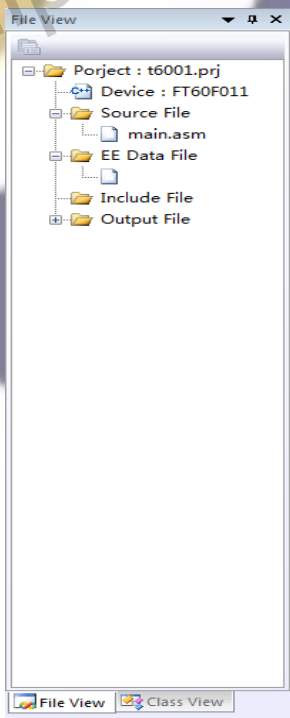 File View
Porject : t6001.prj
Device : FT60F011
Source File
main.asm
EE Data File
Include File
Output File
File View Class View